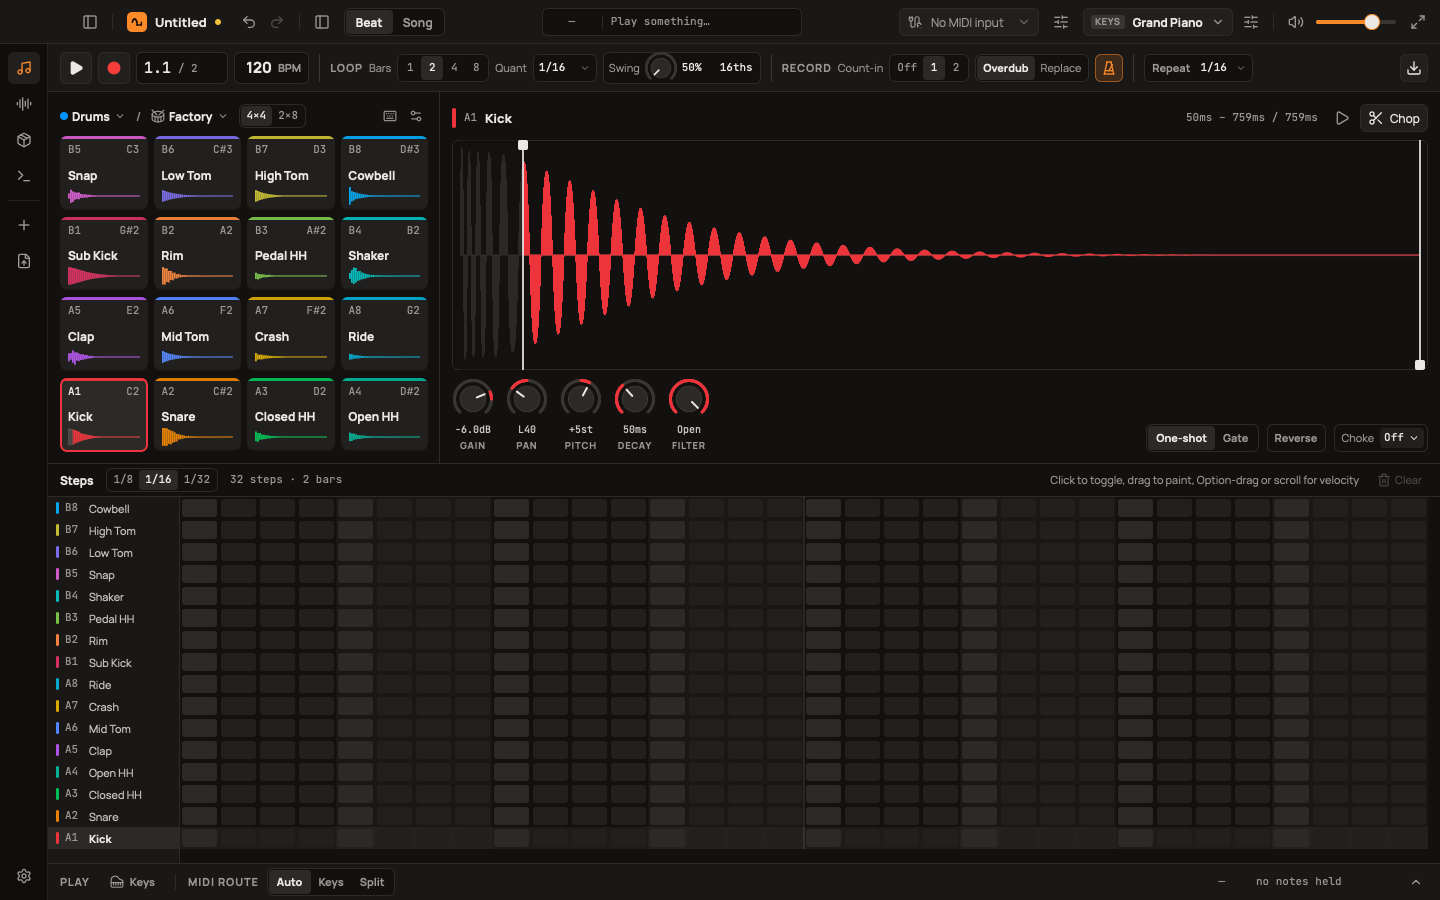 Untitled
Beat Song
– Play something…
No MIDI input
KEYS Grand Piano
1.1 / 2
120 BPM
LOOP Bars 1 2 4 8 Quant 1/16
Swing 50% 16ths
RECORD Count-in Off 1 2 Overdub Replace
Repeat 1/16
Drums / Factory 4×4 2×8
B5 C3 B6 C#3 B7 D3 B8 D#3
Snap Low Tom High Tom Cowbell
B1 G#2 B2 A2 B3 A#2 B4 B2
Sub Kick Rim Pedal HH Shaker
A5 E2 A6 F2 A7 F#2 A8 G2
Clap Mid Tom Crash Ride
A1 C2 A2 C#2 A3 D2 A4 D#2
Kick Snare Closed HH Open HH
A1 Kick
50ms – 759ms / 759ms
Chop
-6.0dB L40 +5st 50ms Open
GAIN PAN PITCH DECAY FILTER
One-shot Gate Reverse Choke Off
Steps 1/8 1/16 1/32 32 steps · 2 bars
Click to toggle, drag to paint, Option-drag or scroll for velocity
Clear
B8 Cowbell
B7 High Tom
B6 Low Tom
B5 Snap
B4 Shaker
B3 Pedal HH
B2 Rim
B1 Sub Kick
A8 Ride
A7 Crash
A6 Mid Tom
A5 Clap
A4 Open HH
A3 Closed HH
A2 Snare
A1 Kick
PLAY Keys MIDI ROUTE Auto Keys Split
– no notes held